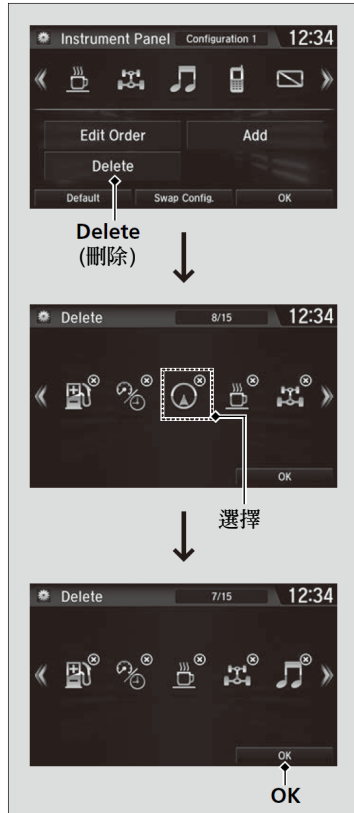 Instrument Panel Configuration 1 12:34
Edit Order Add
Delete
Default Swap Config. OK
Delete
(刪除)
Delete 8/15 12:34
OK
選擇
Delete 7/15 12:34
OK
OK